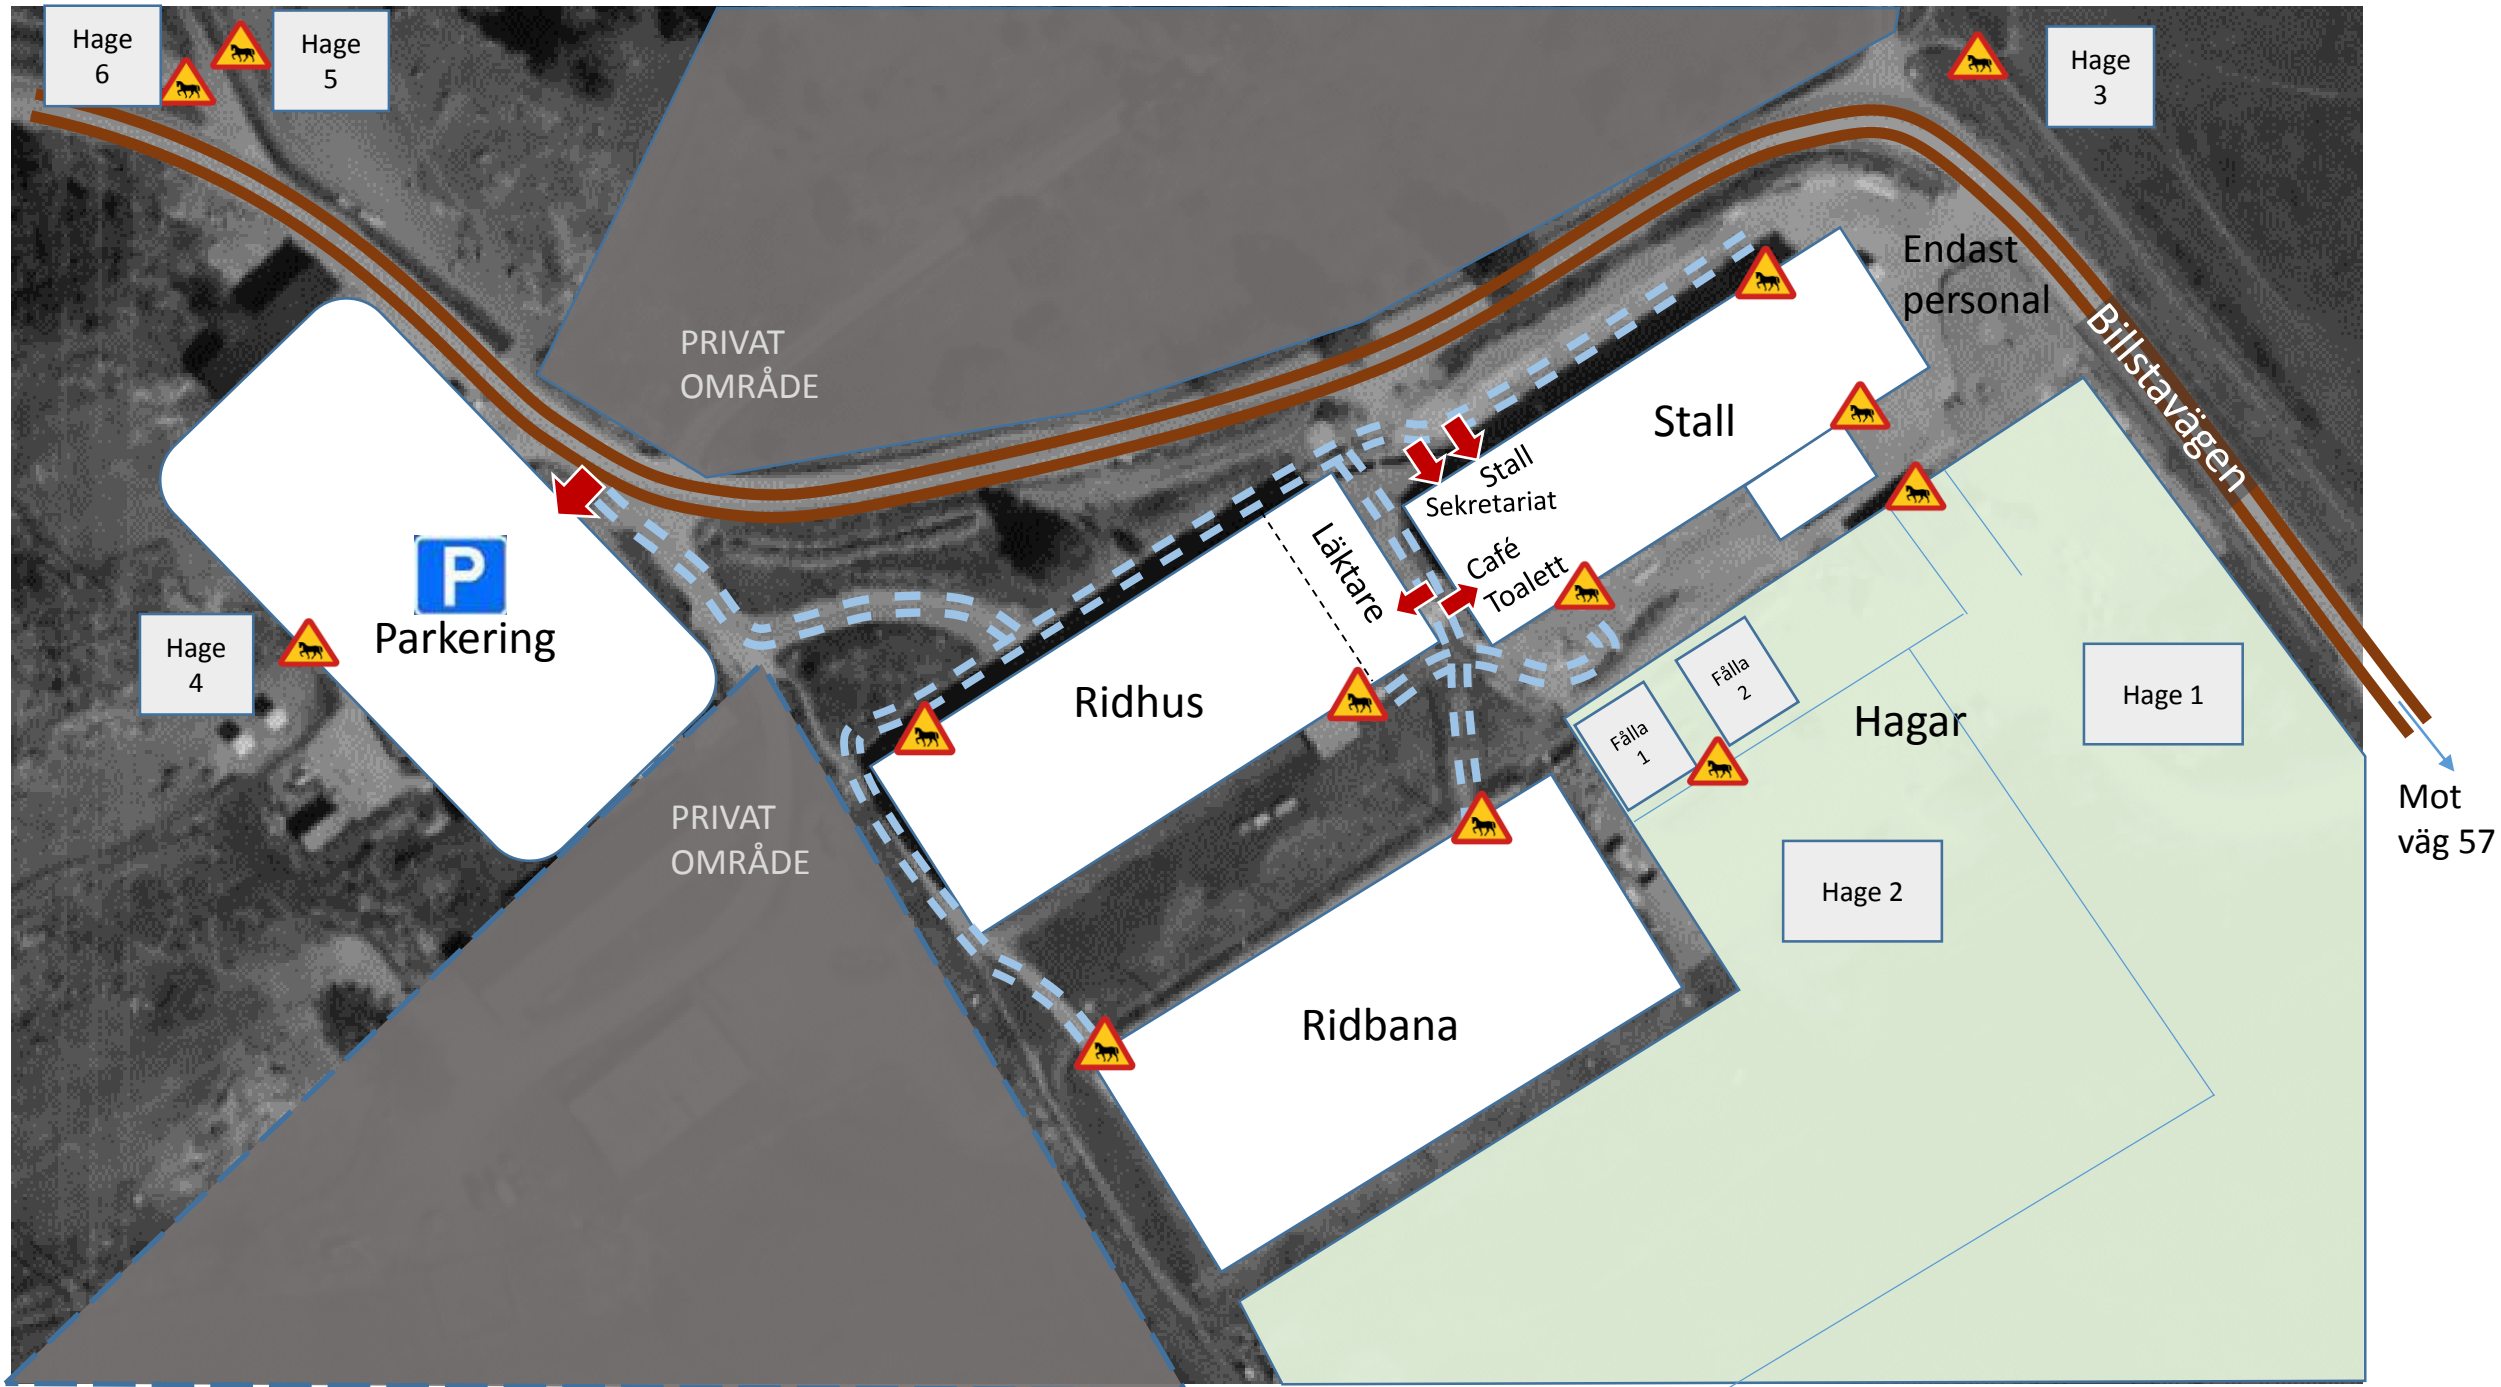 Hage
6
Hage
5
Hage
3
Endast
personal
PRIVAT
OMRÅDE
Billstavägen
Stall
Stall
Sekretariat
Café
Toalett
Läktare
P
Parkering
Hage
4
Ridhus
Fålla
2
Fålla
1
Hagar
Hage 1
Mot
väg 57
PRIVAT
OMRÅDE
Hage 2
Ridbana